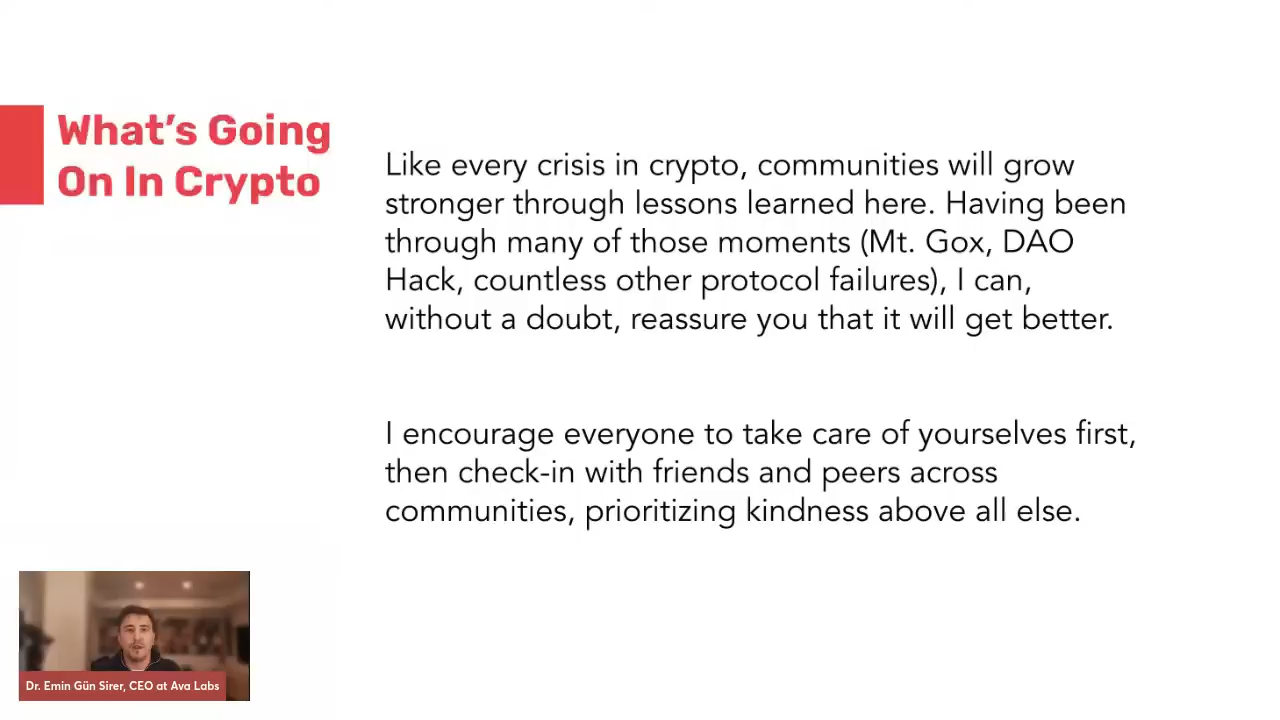 What's Going
On In Crypto
Like every crisis in crypto, communities will grow
stronger through lessons learned here. Having been
through many of those moments (Mt. Gox, DAO
Hack, countless other protocol failures), I can,
without a doubt, reassure you that it will get better.
I encourage everyone to take care of yourselves first,
then check-in with friends and peers across
communities, prioritizing kindness above all else.
Dr. Emin Gün Sirer, CEO at Ava Labs